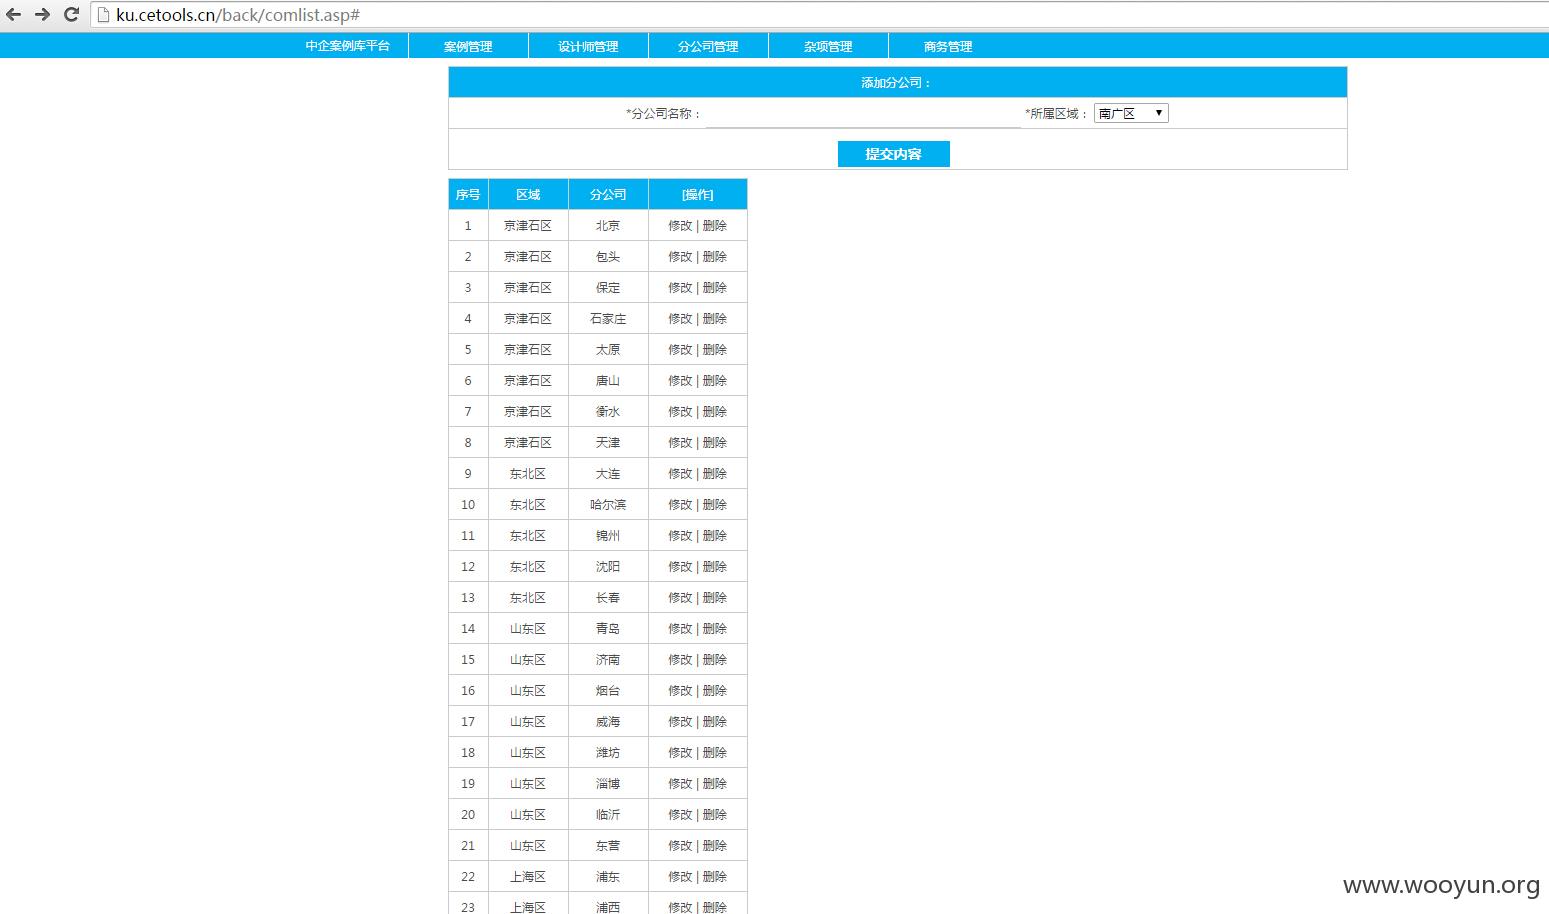 ku.cetools.cn/back/comlist.asp#
中企案例库平台 案例管理 设计师管理 分公司管理 杂项管理 商务管理
添加分公司：
*分公司名称： *所属区域： 南广区
提交内容
序号 区域 分公司 [操作]
1 京津石区 北京 修改 | 删除
2 京津石区 包头 修改 | 删除
3 京津石区 保定 修改 | 删除
4 京津石区 石家庄 修改 | 删除
5 京津石区 太原 修改 | 删除
6 京津石区 唐山 修改 | 删除
7 京津石区 衡水 修改 | 删除
8 京津石区 天津 修改 | 删除
9 东北区 大连 修改 | 删除
10 东北区 哈尔滨 修改 | 删除
11 东北区 锦州 修改 | 删除
12 东北区 沈阳 修改 | 删除
13 东北区 长春 修改 | 删除
14 山东区 青岛 修改 | 删除
15 山东区 济南 修改 | 删除
16 山东区 烟台 修改 | 删除
17 山东区 威海 修改 | 删除
18 山东区 潍坊 修改 | 删除
19 山东区 淄博 修改 | 删除
20 山东区 临沂 修改 | 删除
21 山东区 东营 修改 | 删除
22 上海区 浦东 修改 | 删除
23 上海区 浦西 修改 | 删除
www.wooyun.org